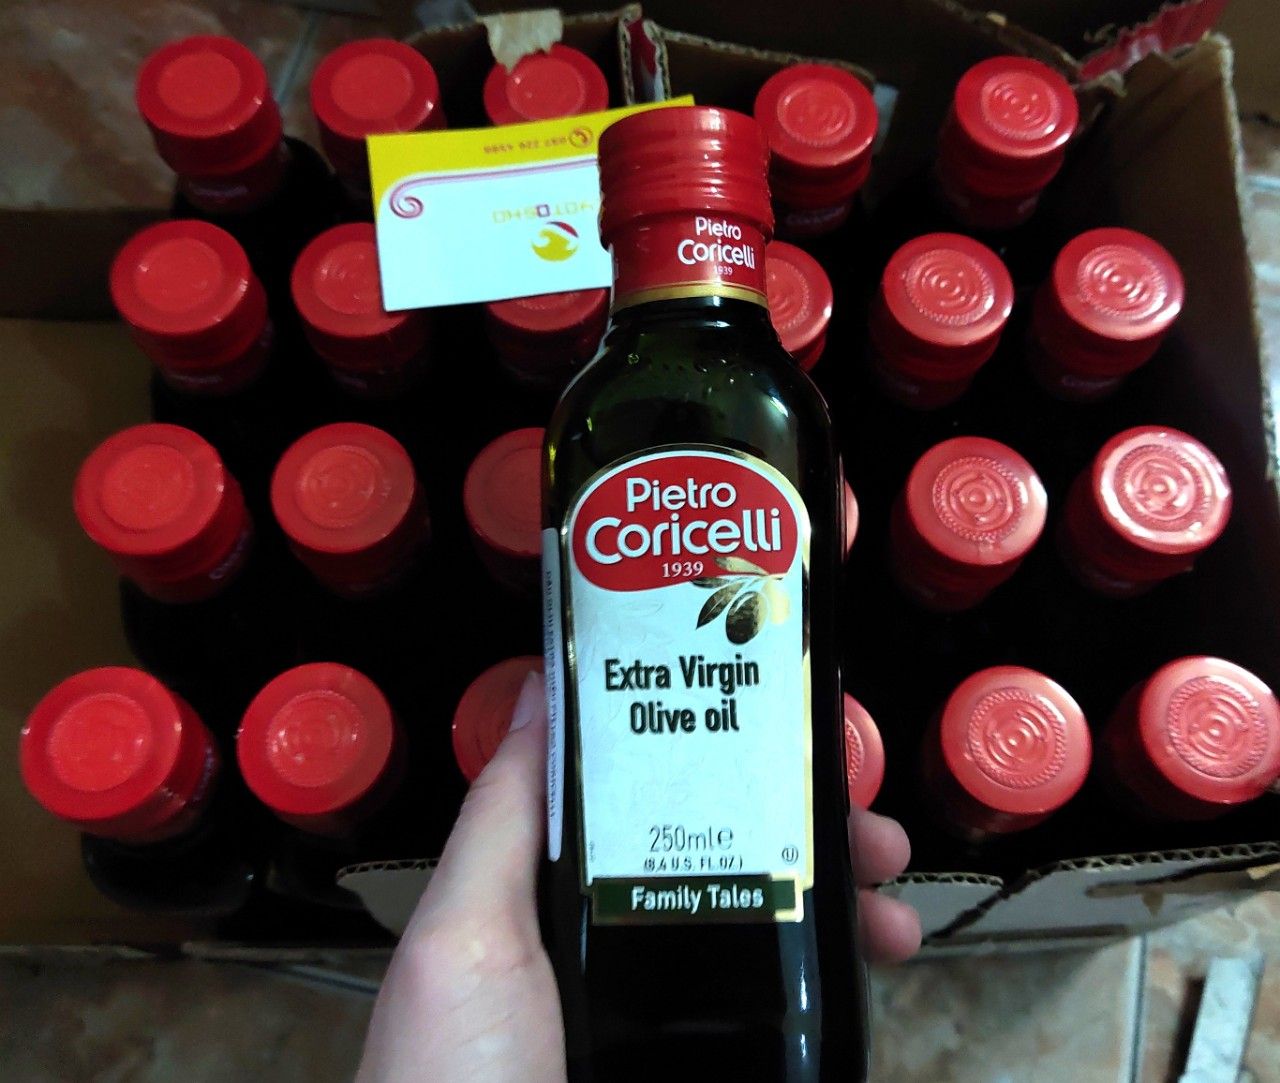 Pietro
Coricelli
1939
Pietro
Coricelli
1939
Extra Virgin
Olive oil
250ml℮
(8.4 U.S. FL.OZ.)
Family Tales